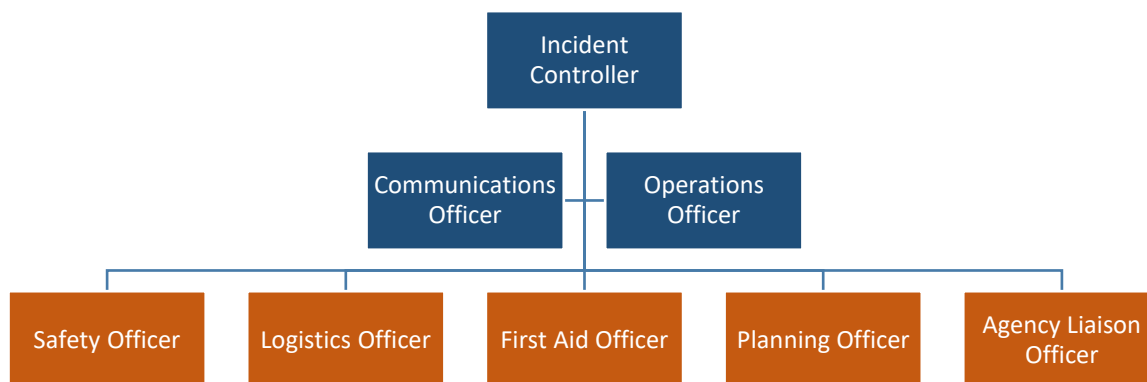 Incident
Controller
Communications
Officer
Operations
Officer
Safety Officer
Logistics Officer
First Aid Officer
Planning Officer
Agency Liaison
Officer